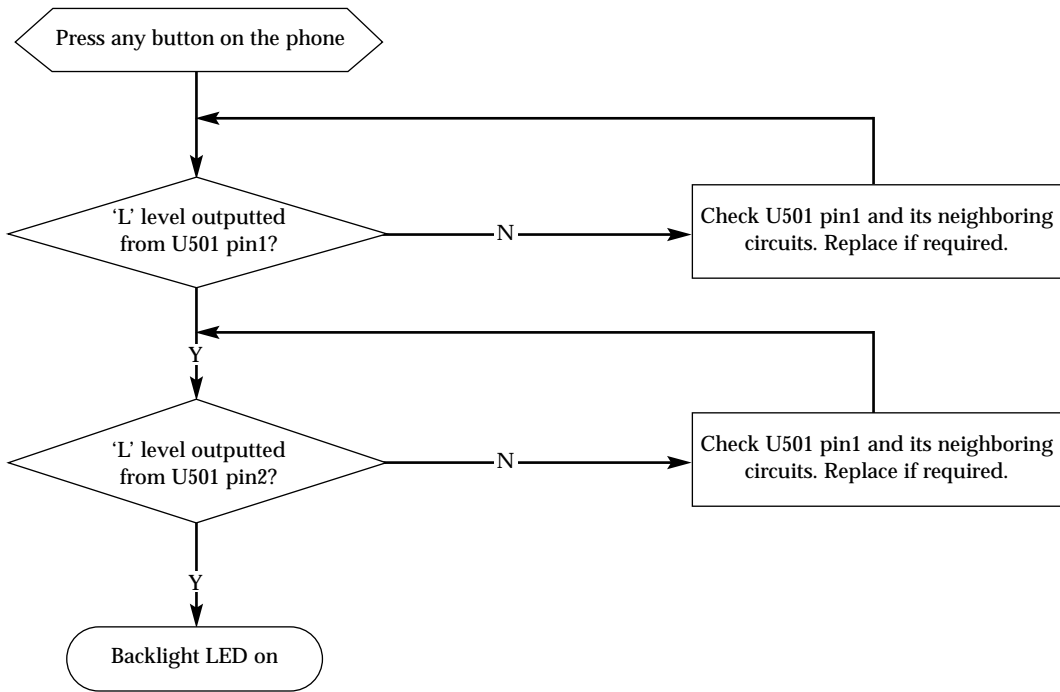 Press any button on the phone
‘L’ level outputted
from U501 pin1?
N
Check U501 pin1 and its neighboring
circuits. Replace if required.
Y
‘L’ level outputted
from U501 pin2?
N
Check U501 pin1 and its neighboring
circuits. Replace if required.
Y
Backlight LED on